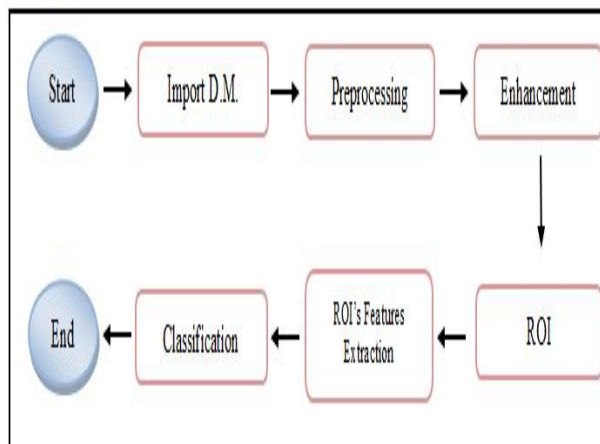 Start
Import D.M.
Preprocessing
Enhancement
ROI
ROI's Features
Extraction
Classification
End